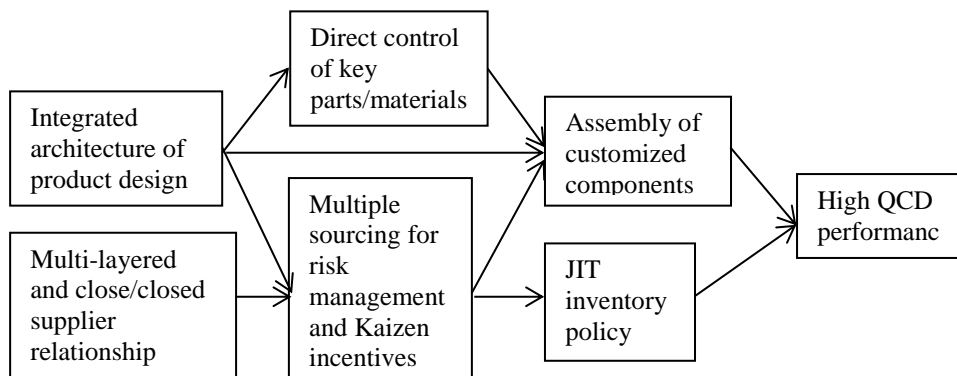 Direct control
of key
parts/materials
Integrated
architecture of
product design
Assembly of
customized
components
High QCD
performanc
Multi-layered
and close/closed
supplier
relationship
Multiple
sourcing for
risk
management
and Kaizen
incentives
JIT
inventory
policy